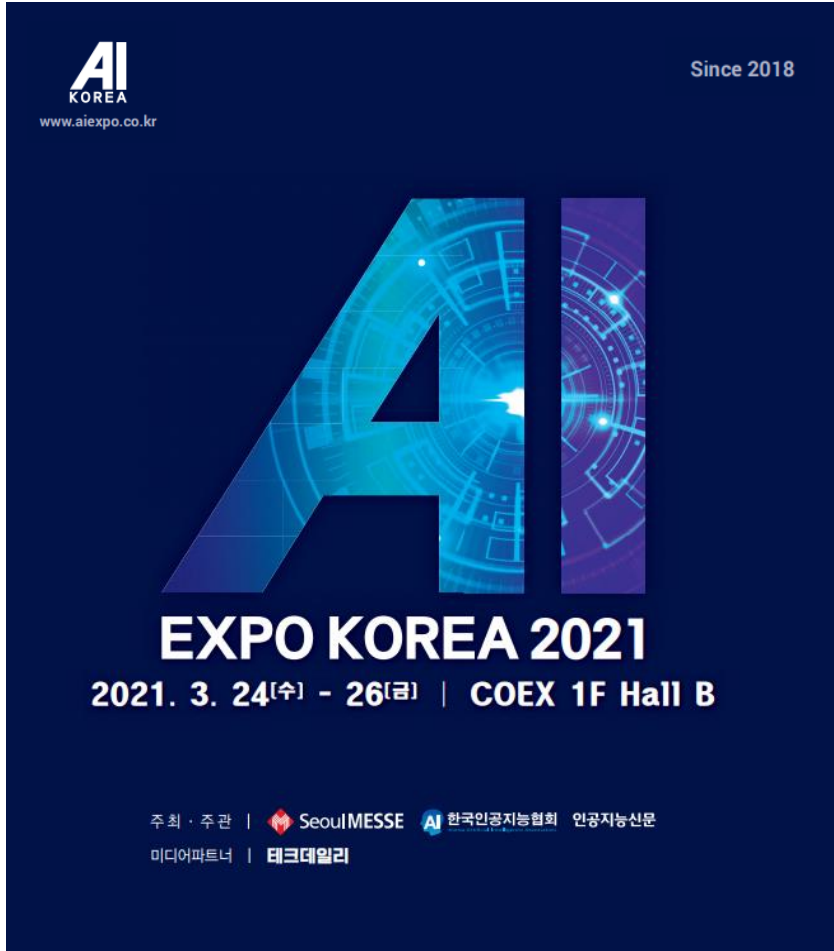 AI
KOREA
www.aiexpo.co.kr
Since 2018
AI
EXPO KOREA 2021
2021. 3. 24[수] - 26[금] | COEX 1F Hall B
주최 · 주관 | SeoulMESSE AI 한국인공지능협회 인공지능신문
미디어파트너 | 테크데일리